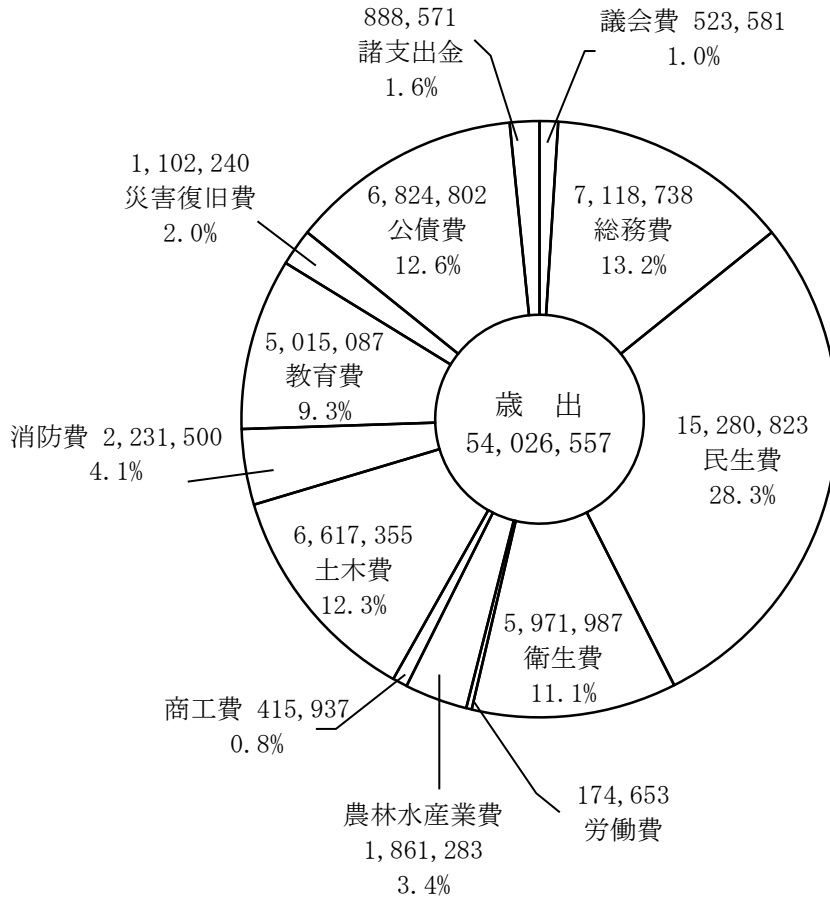 888,571
諸支出金
1.6%
議会費 523,581
1.0%
1,102,240
災害復旧費
2.0%
6,824,802
公債費
12.6%
7,118,738
総務費
13.2%
5,015,087
教育費
9.3%
歳 出
54,026,557
15,280,823
民生費
28.3%
消防費 2,231,500
4.1%
6,617,355
土木費
12.3%
5,971,987
衛生費
11.1%
商工費 415,937
0.8%
174,653
労働費
農林水産業費
1,861,283
3.4%